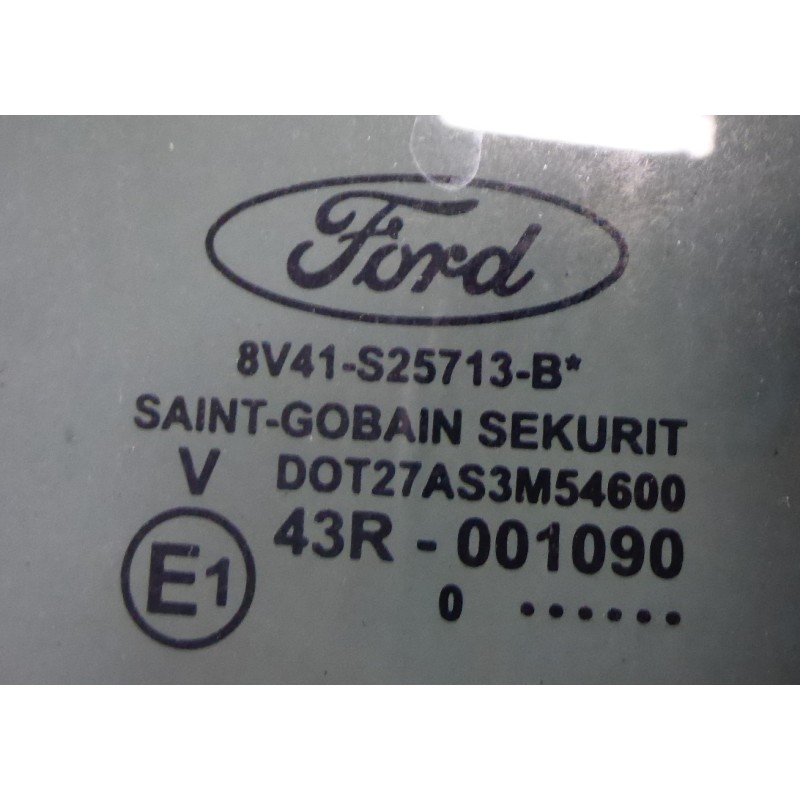 Ford
8V41-S25713-B*
SAINT-GOBAIN SEKURIT
V DOT27AS3M54600
E1 43R - 001090
0 ......